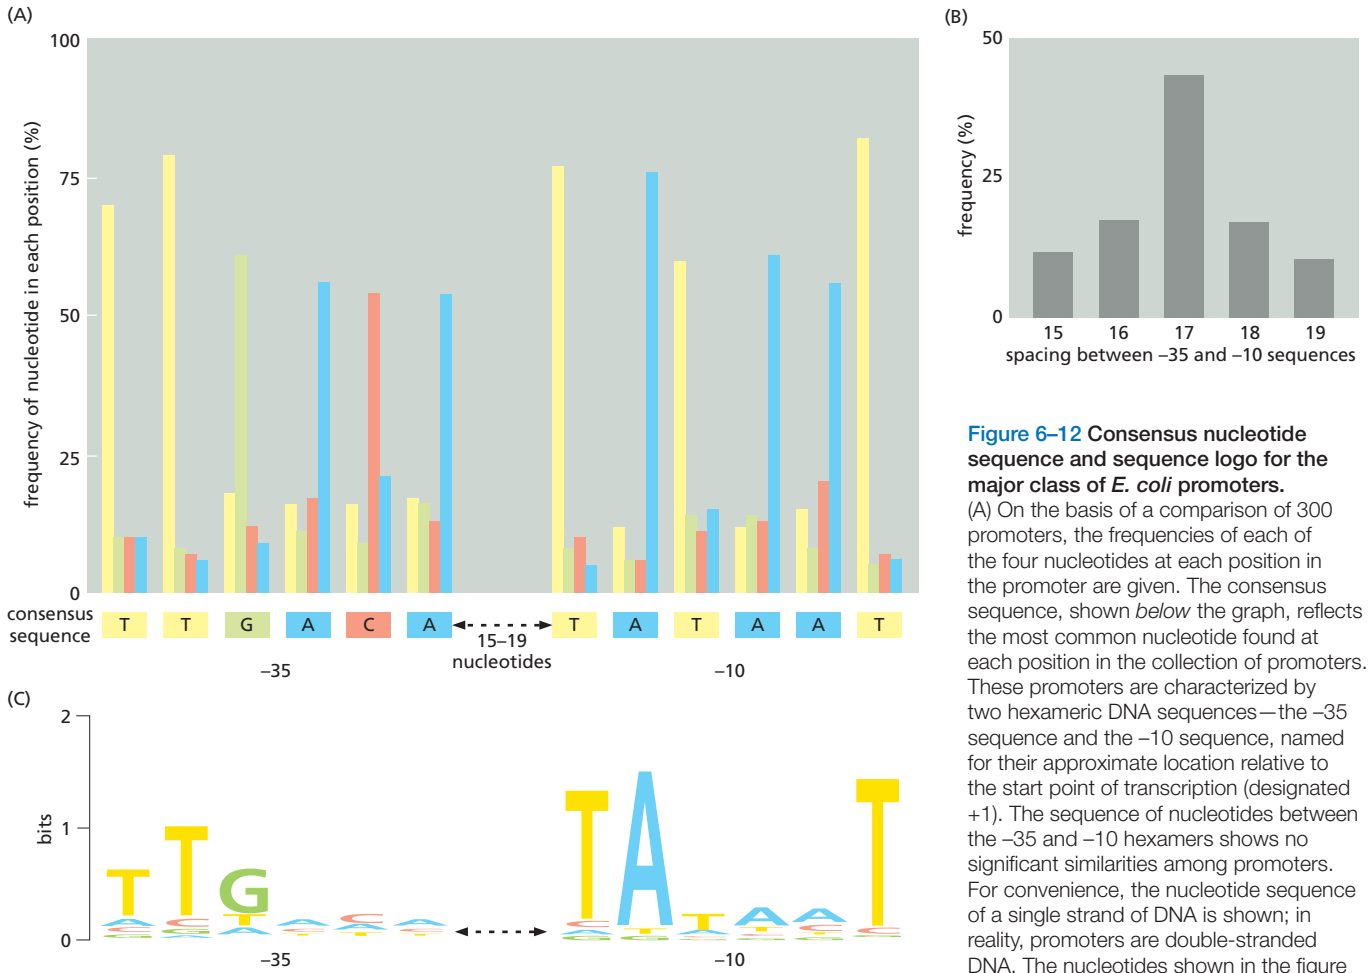 (A)
100
75
50
25
0
frequency of nucleotide in each position (%)
consensus
sequence
T T G A C A T A T A A T
15–19
nucleotides
–35 –10
(B)
50
25
0
frequency (%)
15 16 17 18 19
spacing between –35 and –10 sequences
(C)
2
1
0
bits
T A C G
T C G A
G T A
A C T
C A T
A C T
T C A G
A T G
T A C
A T C G
A C T G
T C G
–35 –10
Figure 6–12 Consensus nucleotide
sequence and sequence logo for the
major class of E. coli promoters.
(A) On the basis of a comparison of 300
promoters, the frequencies of each of
the four nucleotides at each position in
the promoter are given. The consensus
sequence, shown below the graph, reflects
the most common nucleotide found at
each position in the collection of promoters.
These promoters are characterized by
two hexameric DNA sequences—the –35
sequence and the –10 sequence, named
for their approximate location relative to
the start point of transcription (designated
+1). The sequence of nucleotides between
the –35 and –10 hexamers shows no
significant similarities among promoters.
For convenience, the nucleotide sequence
of a single strand of DNA is shown; in
reality, promoters are double-stranded
DNA. The nucleotides shown in the figure